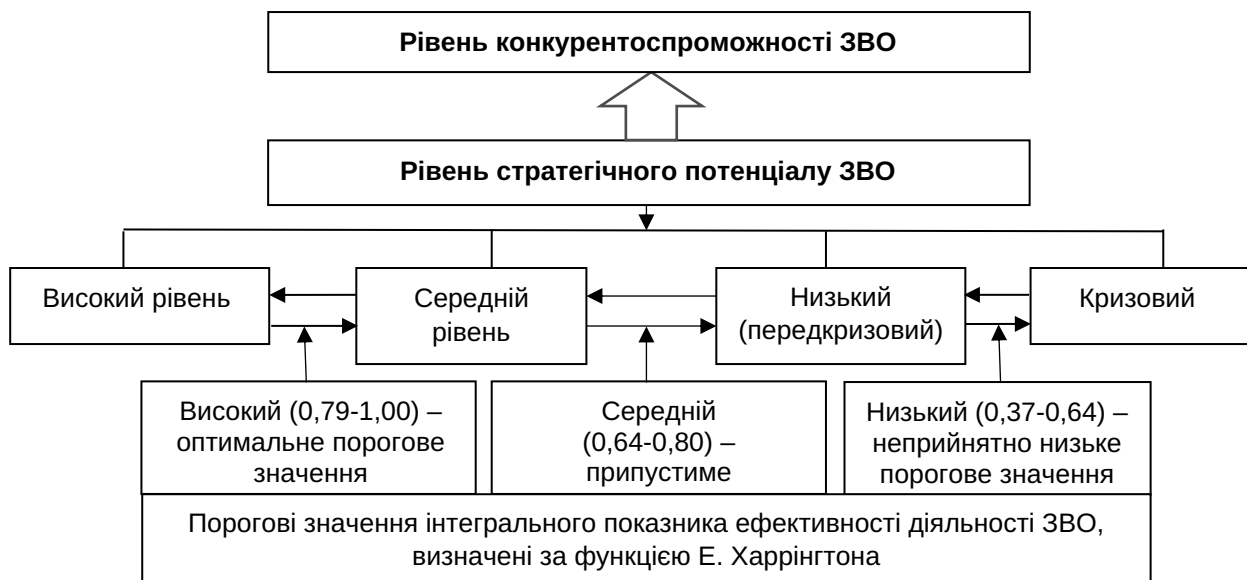 Рівень конкурентоспроможності ЗВО
Рівень стратегічного потенціалу ЗВО
Високий рівень
Середній
рівень
Низький
(передкризовий)
Кризовий
Високий (0,79-1,00) –
оптимальне порогове
значення
Середній
(0,64-0,80) –
припустиме
Низький (0,37-0,64) –
неприйнятно низьке
порогове значення
Порогові значення інтегрального показника ефективності діяльності ЗВО,
визначені за функцією Е. Харрінгтона